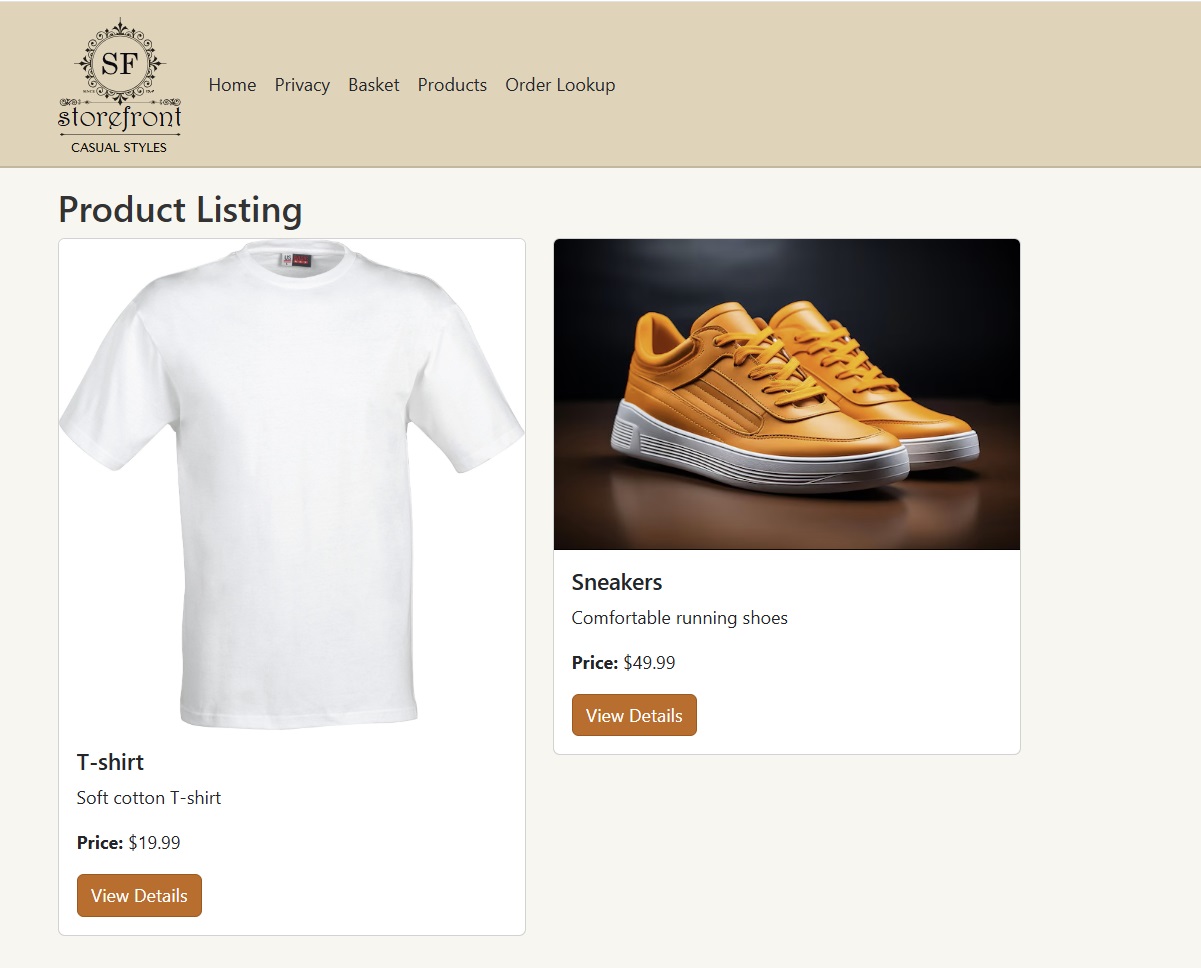 SF
storefront
CASUAL STYLES
Home Privacy Basket Products Order Lookup
Product Listing
T-shirt
Soft cotton T-shirt
Price: $19.99
View Details
Sneakers
Comfortable running shoes
Price: $49.99
View Details